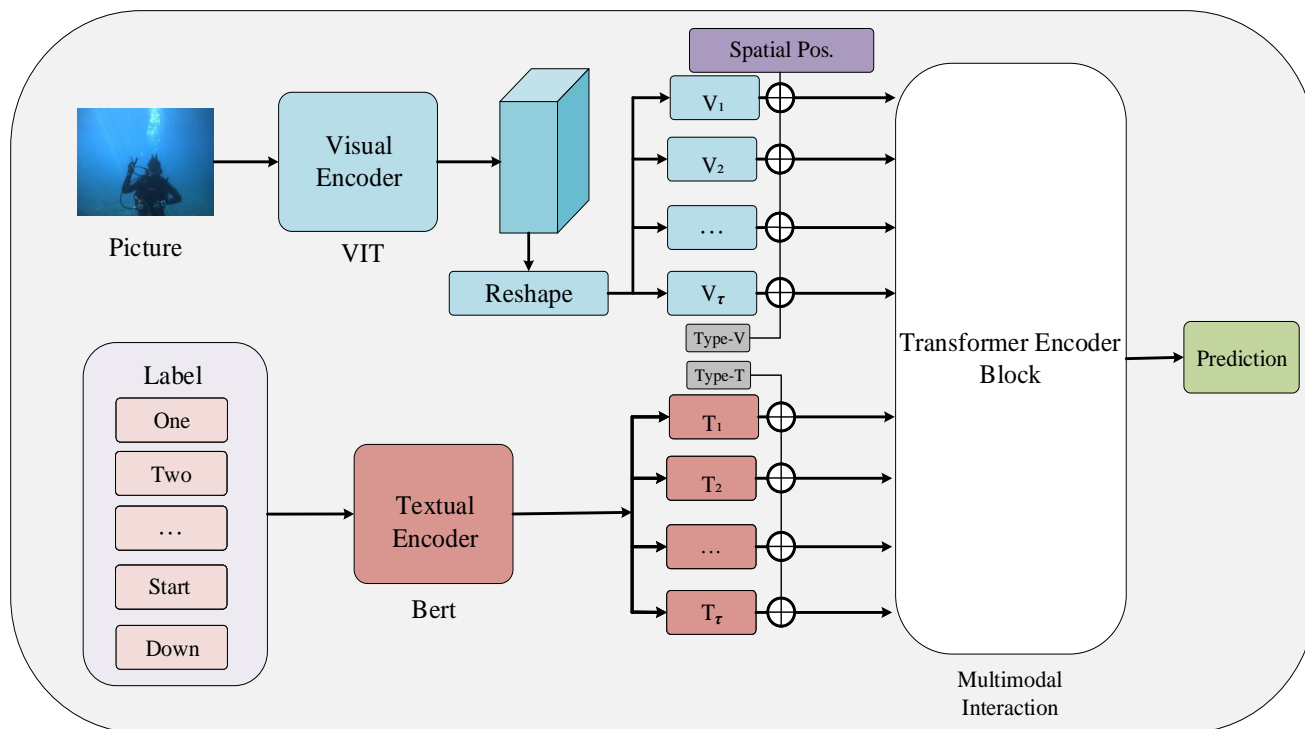 Spatial Pos.
V₁
V₂
…
V𝜏
Visual
Encoder
VIT
Picture
Reshape
Type-V
Type-T
Label
One
Two
…
Start
Down
Textual
Encoder
Bert
T₁
T₂
…
T𝜏
Transformer Encoder
Block
Multimodal
Interaction
Prediction